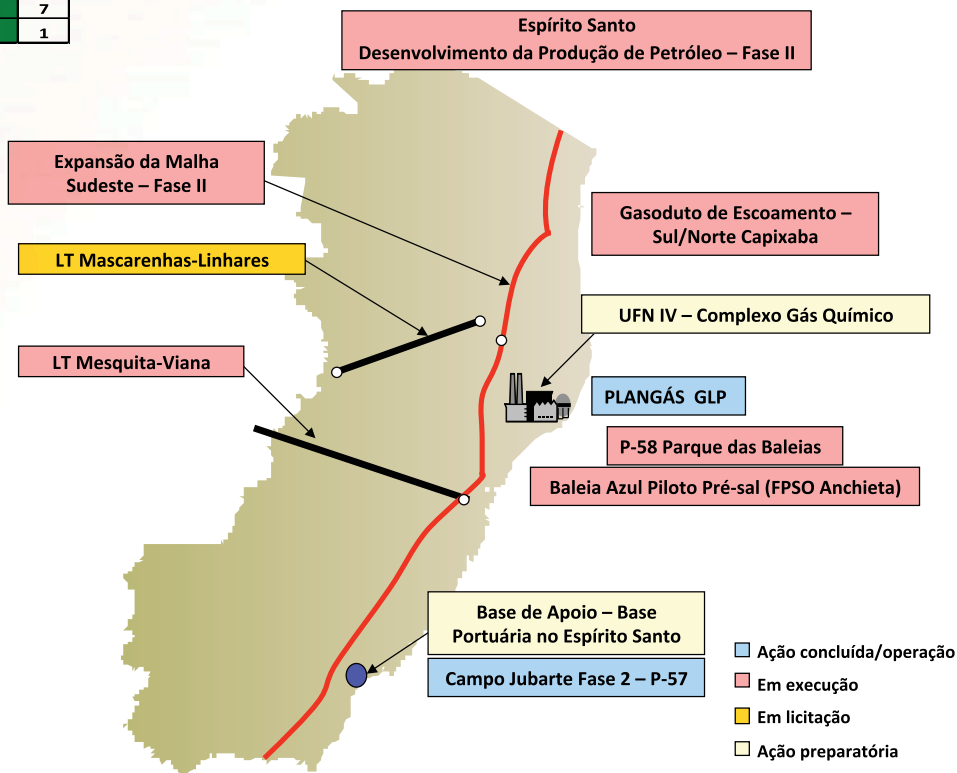 7
1
Espírito Santo
Desenvolvimento da Produção de Petróleo – Fase II
Expansão da Malha
Sudeste – Fase II
Gasoduto de Escoamento –
Sul/Norte Capixaba
LT Mascarenhas-Linhares
UFN IV – Complexo Gás Químico
LT Mesquita-Viana
PLANGÁS GLP
P-58 Parque das Baleias
Baleia Azul Piloto Pré-sal (FPSO Anchieta)
Base de Apoio – Base
Portuária no Espírito Santo
Campo Jubarte Fase 2 – P-57
Ação concluída/operação
Em execução
Em licitação
Ação preparatória